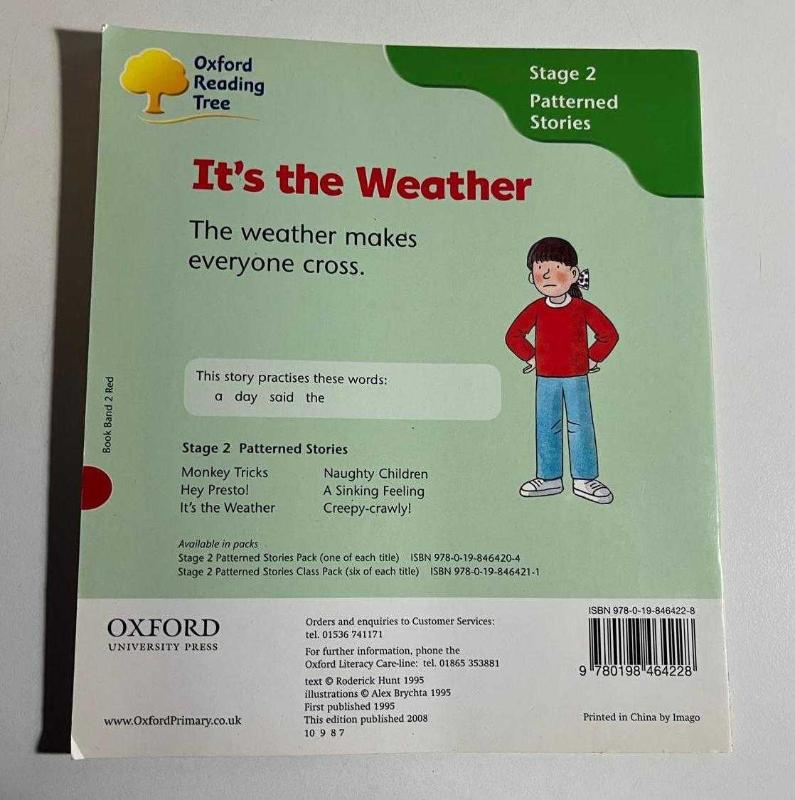 Oxford
Reading
Tree
Stage 2
Patterned
Stories
It's the Weather
The weather makes
everyone cross.
This story practises these words:
a day said the
Book Band 2 Red
Stage 2 Patterned Stories
Monkey Tricks Naughty Children
Hey Presto! A Sinking Feeling
It's the Weather Creepy-crawly!
Available in packs
Stage 2 Patterned Stories Pack (one of each title) ISBN 978-0-19-846420-4
Stage 2 Patterned Stories Class Pack (six of each title) ISBN 978-0-19-846421-1
OXFORD
UNIVERSITY PRESS
www.OxfordPrimary.co.uk
Orders and enquiries to Customer Services:
tel. 01536 741171
For further information, phone the
Oxford Literacy Care-line: tel. 01865 353881
text © Roderick Hunt 1995
illustrations © Alex Brychta 1995
First published 1995
This edition published 2008
10 9 8 7
ISBN 978-0-19-846422-8
9 780198 464228
Printed in China by Imago